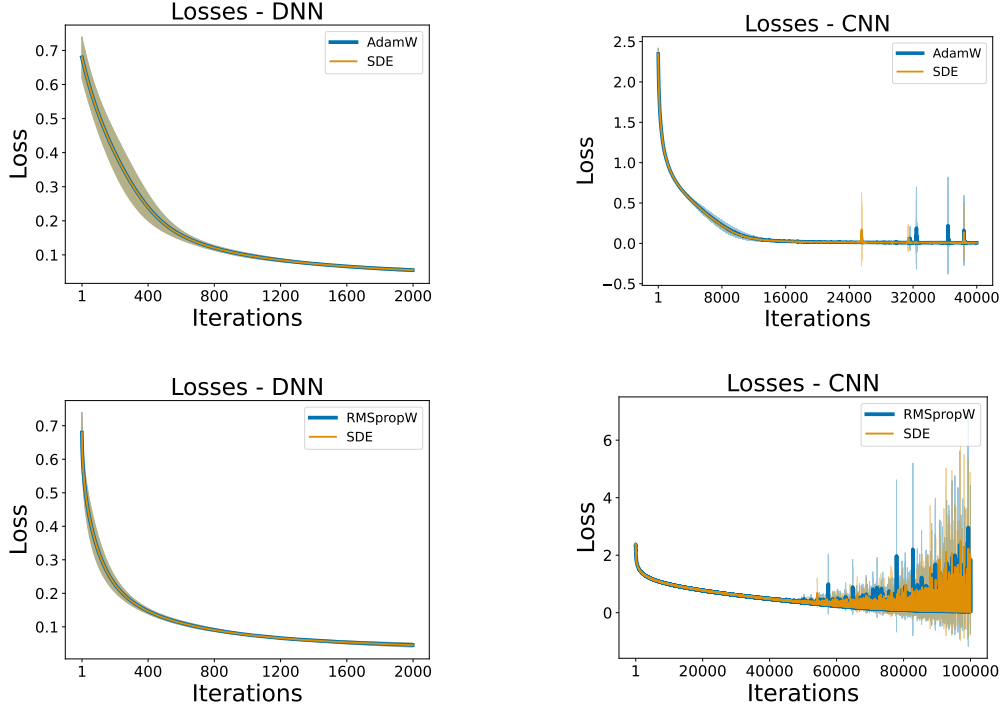 Losses - DNN
AdamW
SDE
Loss
0.7
0.6
0.5
0.4
0.3
0.2
0.1
1 400 800 1200 1600 2000
Iterations
Losses - CNN
AdamW
SDE
Loss
2.5
2.0
1.5
1.0
0.5
0.0
−0.5
1 8000 16000 24000 32000 40000
Iterations
Losses - DNN
RMSpropW
SDE
Loss
0.7
0.6
0.5
0.4
0.3
0.2
0.1
1 400 800 1200 1600 2000
Iterations
Losses - CNN
RMSpropW
SDE
Loss
6
4
2
0
1 20000 40000 60000 80000 100000
Iterations